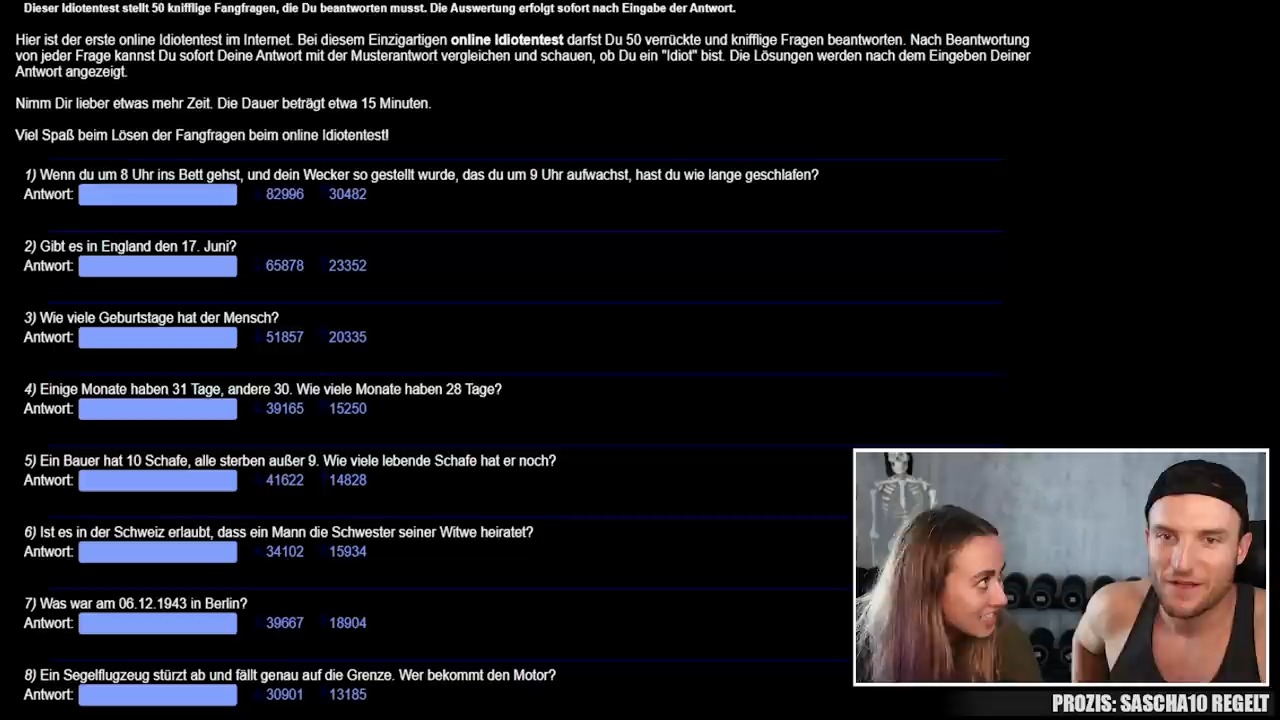 Dieser Idiotentest stellt 50 knifflige Fangfragen, die Du beantworten musst. Die Auswertung erfolgt sofort nach Eingabe der Antwort.
Hier ist der erste online Idiotentest im Internet. Bei diesem Einzigartigen online Idiotentest darfst Du 50 verrückte und knifflige Fragen beantworten. Nach Beantwortung
von jeder Frage kannst Du sofort Deine Antwort mit der Musterantwort vergleichen und schauen, ob Du ein "Idiot" bist. Die Lösungen werden nach dem Eingeben Deiner
Antwort angezeigt.
Nimm Dir lieber etwas mehr Zeit. Die Dauer beträgt etwa 15 Minuten.
Viel Spaß beim Lösen der Fangfragen beim online Idiotentest!
1) Wenn du um 8 Uhr ins Bett gehst, und dein Wecker so gestellt wurde, das du um 9 Uhr aufwachst, hast du wie lange geschlafen?
Antwort: 82996 30482
2) Gibt es in England den 17. Juni?
Antwort: 65878 23352
3) Wie viele Geburtstage hat der Mensch?
Antwort: 51857 20335
4) Einige Monate haben 31 Tage, andere 30. Wie viele Monate haben 28 Tage?
Antwort: 39165 15250
5) Ein Bauer hat 10 Schafe, alle sterben außer 9. Wie viele lebende Schafe hat er noch?
Antwort: 41622 14828
6) Ist es in der Schweiz erlaubt, dass ein Mann die Schwester seiner Witwe heiratet?
Antwort: 34102 15934
7) Was war am 06.12.1943 in Berlin?
Antwort: 39667 18904
8) Ein Segelflugzeug stürzt ab und fällt genau auf die Grenze. Wer bekommt den Motor?
Antwort: 30901 13185
PROZIS: SASCHA10 REGELT